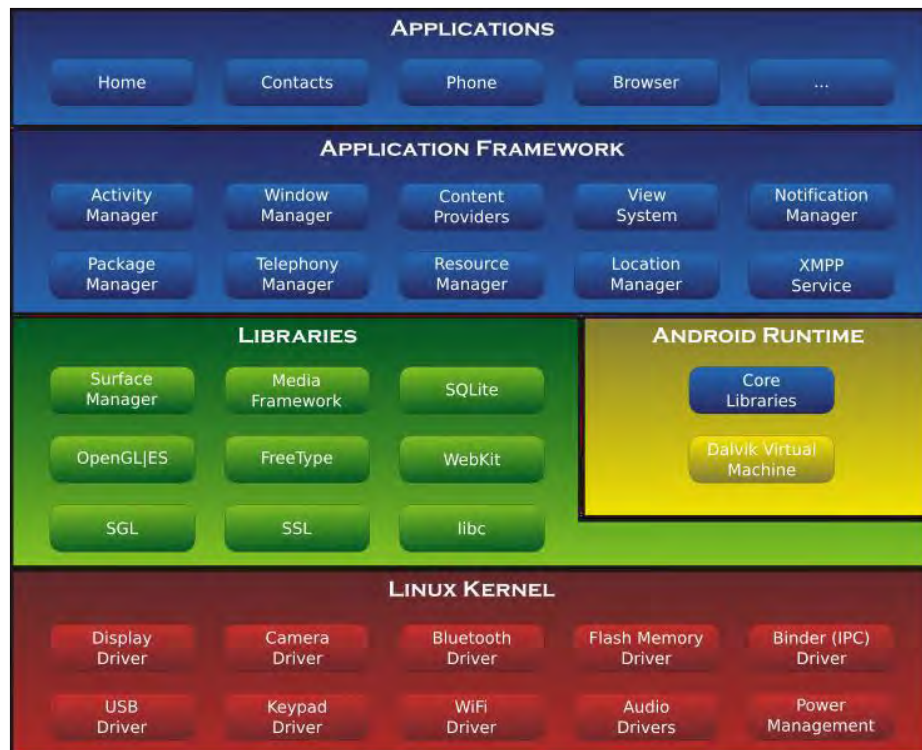 APPLICATIONS
Home
Contacts
Phone
Browser
...
APPLICATION FRAMEWORK
Activity
Manager
Window
Manager
Content
Providers
View
System
Notification
Manager
Package
Manager
Telephony
Manager
Resource
Manager
Location
Manager
XMPP
Service
LIBRARIES
Surface
Manager
Media
Framework
SQLite
OpenGL|ES
FreeType
WebKit
SGL
SSL
libc
ANDROID RUNTIME
Core
Libraries
Dalvik Virtual
Machine
LINUX KERNEL
Display
Driver
Camera
Driver
Bluetooth
Driver
Flash Memory
Driver
Binder (IPC)
Driver
USB
Driver
Keypad
Driver
WiFi
Driver
Audio
Drivers
Power
Management